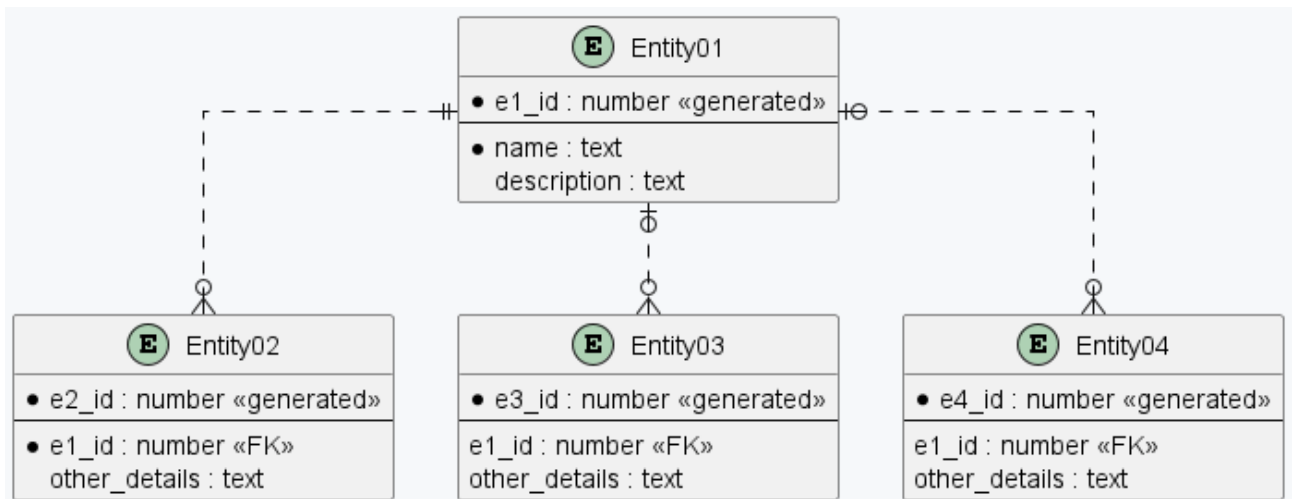 E Entity01
● e1_id : number «generated»
● name : text
description : text
E Entity02
● e2_id : number «generated»
● e1_id : number «FK»
other_details : text
E Entity03
● e3_id : number «generated»
e1_id : number «FK»
other_details : text
E Entity04
● e4_id : number «generated»
e1_id : number «FK»
other_details : text